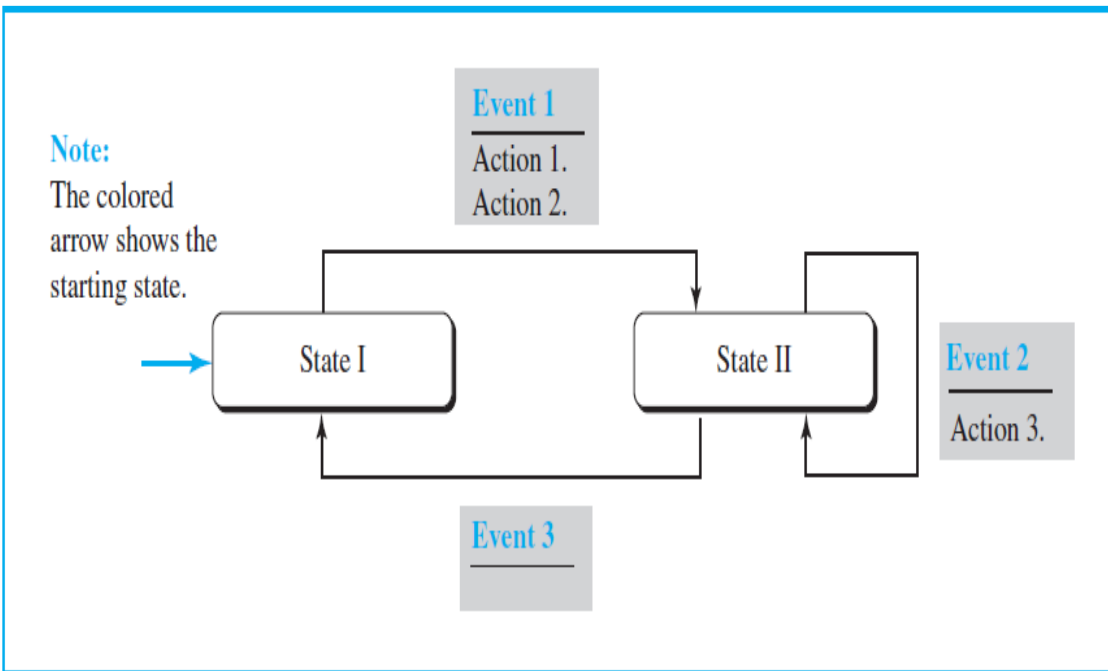 Event 1
Action 1.
Action 2.
Note:
The colored
arrow shows the
starting state.
State I
State II
Event 2
Action 3.
Event 3